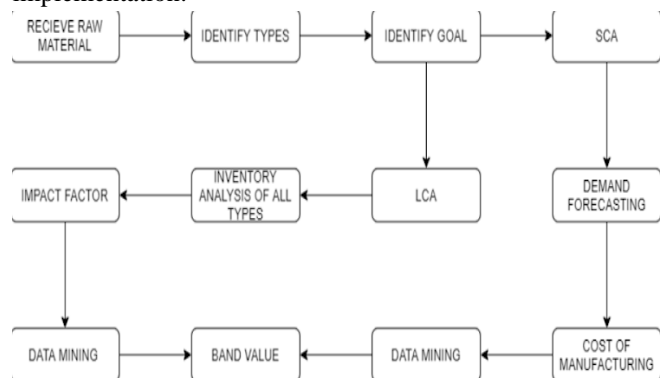 implementation.
RECIEVE RAW
MATERIAL
IDENTIFY TYPES
IDENTIFY GOAL
SCA
IMPACT FACTOR
INVENTORY
ANALYSIS OF ALL
TYPES
LCA
DEMAND
FORECASTING
DATA MINING
BAND VALUE
DATA MINING
COST OF
MANUFACTURING